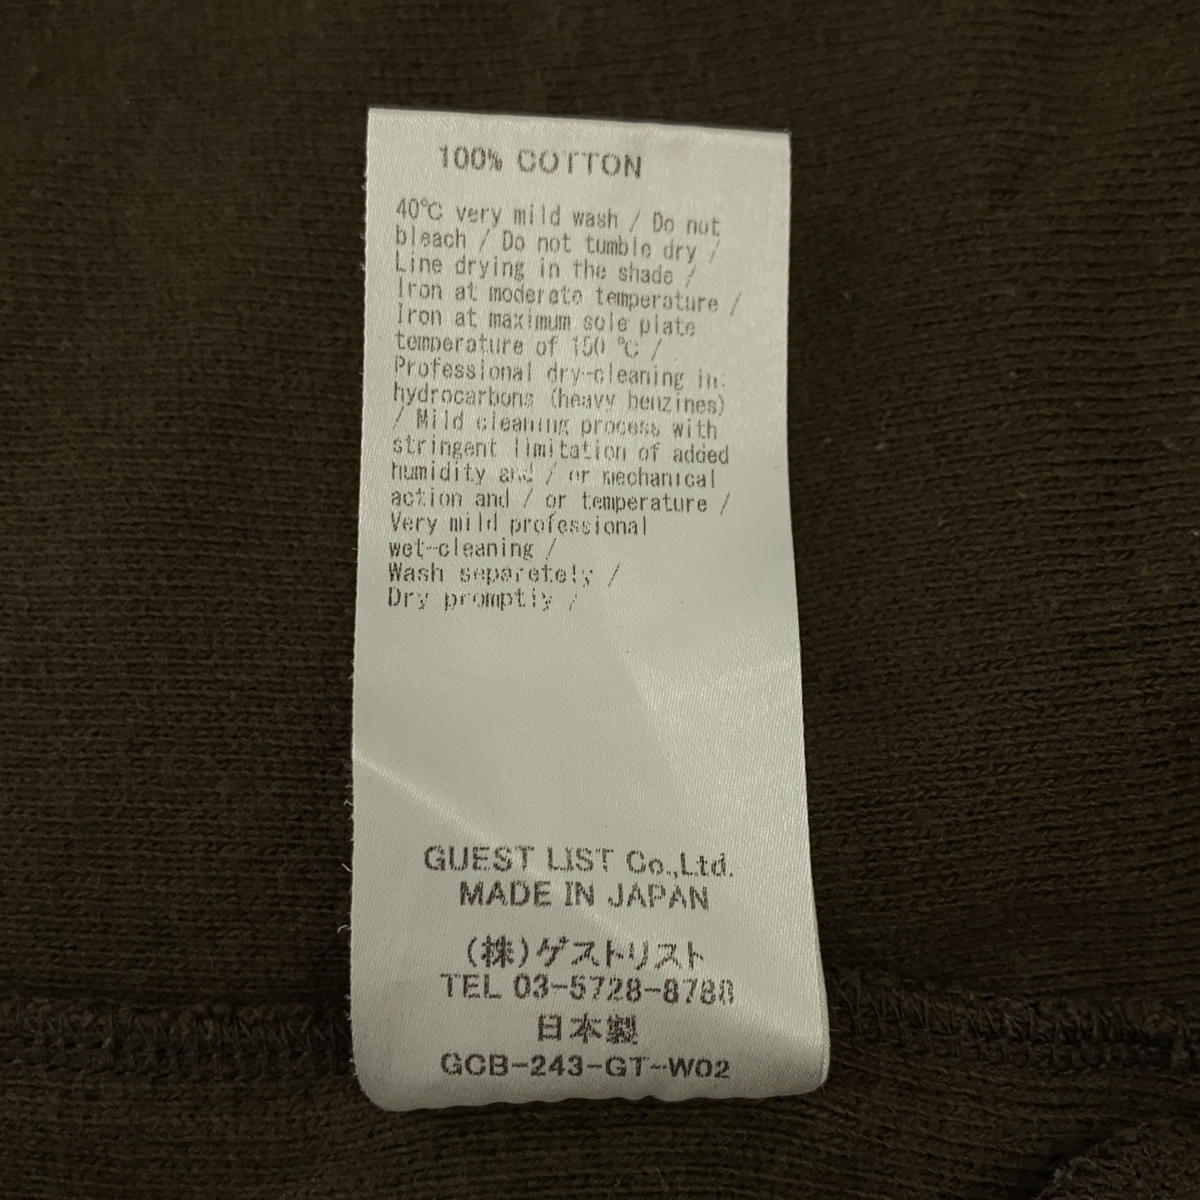 100% COTTON
40℃ very mild wash / Do not
bleach / Do not tumble dry /
Line drying in the shade /
Iron at moderate temperature /
Iron at maximum sole plate
temperature of 150 ℃ /
Professional dry-cleaning in:
hydrocarbons (heavy benzines)
/ Mild cleaning process with
stringent limitation of added
humidity and / or mechanical
action and / or temperature /
Very mild professional
wet-cleaning /
Wash separetely /
Dry promptly /
GUEST LIST Co.,Ltd.
MADE IN JAPAN
(株)ゲストリスト
TEL 03-5728-8788
日本製
GCB-243-GT-W02